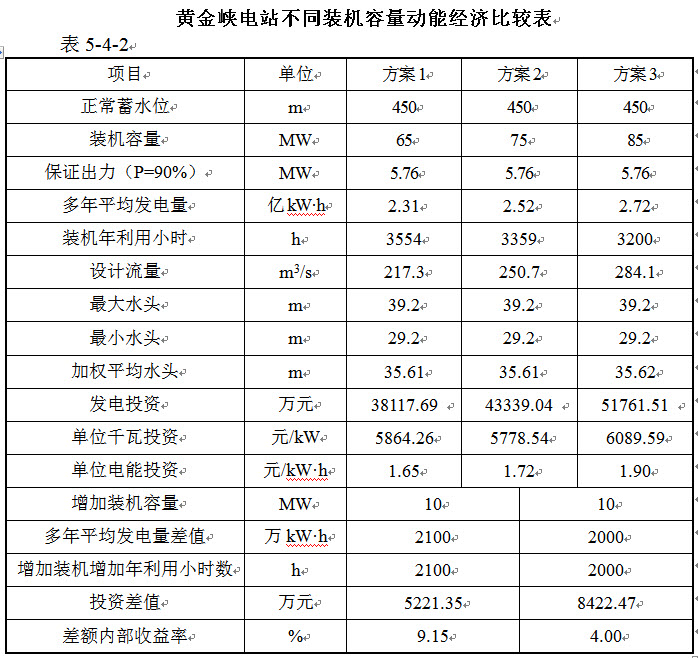 黄金峡电站不同装机容量动能经济比较表
表 5-4-2
项目 单位 方案1 方案2 方案3
正常蓄水位 m 450 450 450
装机容量 MW 65 75 85
保证出力（P=90%） MW 5.76 5.76 5.76
多年平均发电量 亿kW·h 2.31 2.52 2.72
装机年利用小时 h 3554 3359 3200
设计流量 m³/s 217.3 250.7 284.1
最大水头 m 39.2 39.2 39.2
最小水头 m 29.2 29.2 29.2
加权平均水头 m 35.61 35.61 35.62
发电投资 万元 38117.69 43339.04 51761.51
单位千瓦投资 元/kW 5864.26 5778.54 6089.59
单位电能投资 元/kW·h 1.65 1.72 1.90
增加装机容量 MW 10 10
多年平均发电量差值 万kW·h 2100 2000
增加装机增加年利用小时数 h 2100 2000
投资差值 万元 5221.35 8422.47
差额内部收益率 % 9.15 4.00